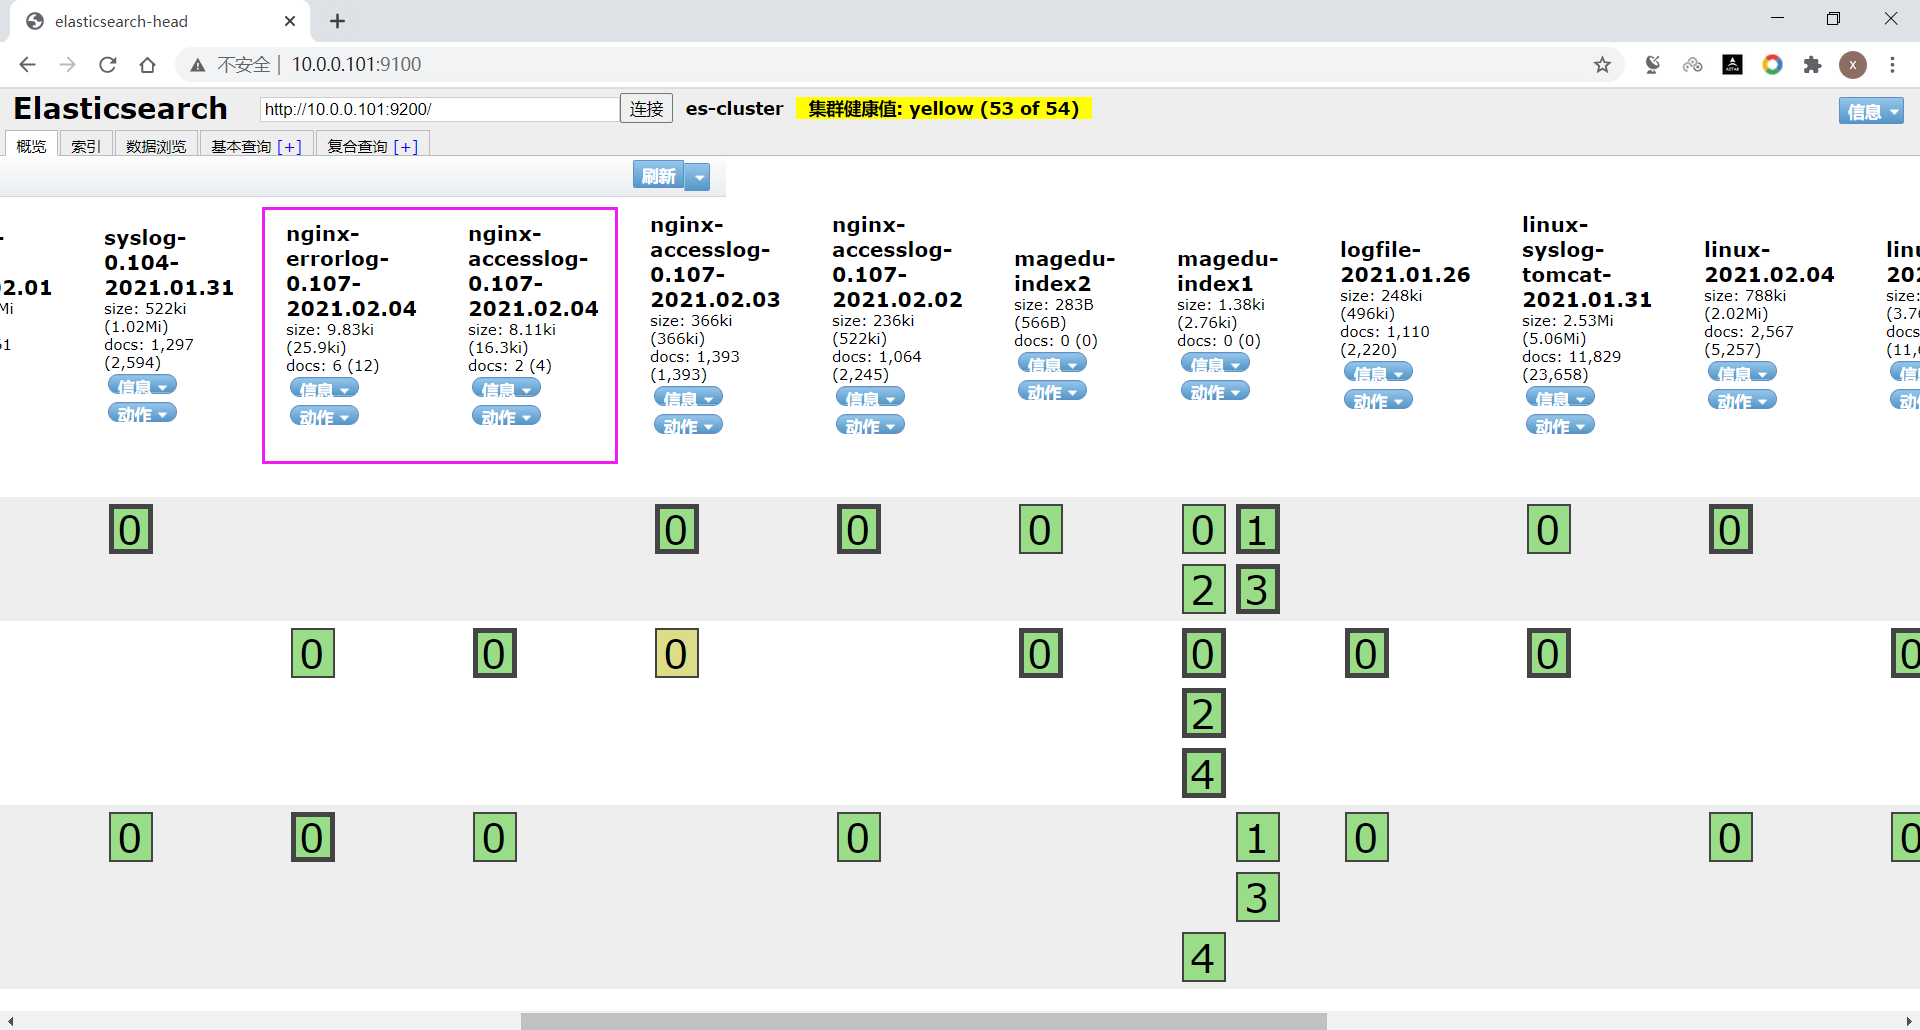 elasticsearch-head
不安全 | 10.0.0.101:9100
ASTAR
X
Elasticsearch
http://10.0.0.101:9200/
连接
es-cluster
集群健康值: yellow (53 of 54)
信息
概览
索引
数据浏览
基本查询 [+]
复合查询 [+]
刷新
syslog-
0.104-
2021.01.31
size: 522ki
(1.02Mi)
docs: 1,297
(2,594)
信息
动作
nginx-
errorlog-
0.107-
2021.02.04
size: 9.83ki
(25.9ki)
docs: 6 (12)
信息
动作
nginx-
accesslog-
0.107-
2021.02.04
size: 8.11ki
(16.3ki)
docs: 2 (4)
信息
动作
nginx-
accesslog-
0.107-
2021.02.03
size: 366ki
(366ki)
docs: 1,393
(1,393)
信息
动作
nginx-
accesslog-
0.107-
2021.02.02
size: 236ki
(522ki)
docs: 1,064
(2,245)
信息
动作
magedu-
index2
size: 283B
(566B)
docs: 0 (0)
信息
动作
magedu-
index1
size: 1.38ki
(2.76ki)
docs: 0 (0)
信息
动作
logfile-
2021.01.26
size: 248ki
(496ki)
docs: 1,110
(2,220)
信息
动作
linux-
syslog-
tomcat-
2021.01.31
size: 2.53Mi
(5.06Mi)
docs: 11,829
(23,658)
信息
动作
linux-
2021.02.04
size: 788ki
(2.02Mi)
docs: 2,567
(5,257)
信息
动作
0 0 0 0 0 1 0 0
2 3
0 0 0 0 0 0 0 0
2
4
0 0 0 0 1 0 0 0
3
4